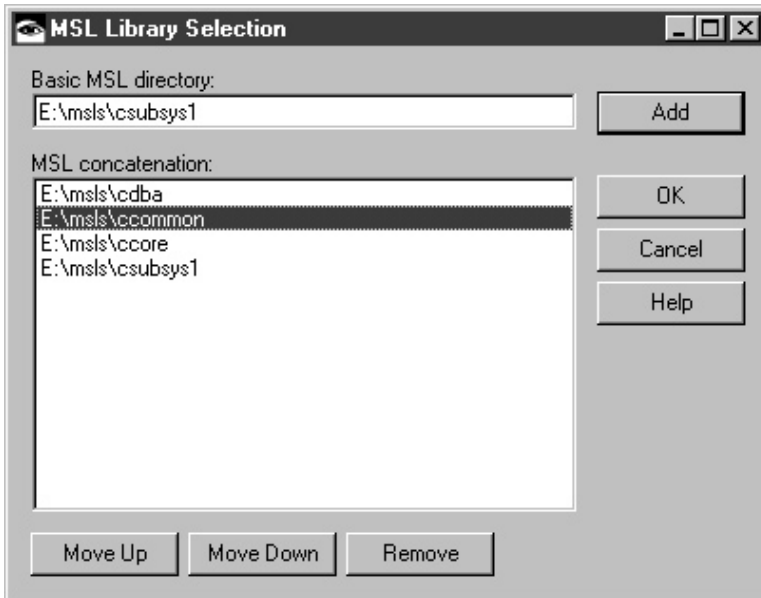 MSL Library Selection
Basic MSL directory:
E:\msls\csubsys1
Add
MSL concatenation:
E:\msls\cdba
E:\msls\ccommon
E:\msls\ccore
E:\msls\csubsys1
OK
Cancel
Help
Move Up
Move Down
Remove